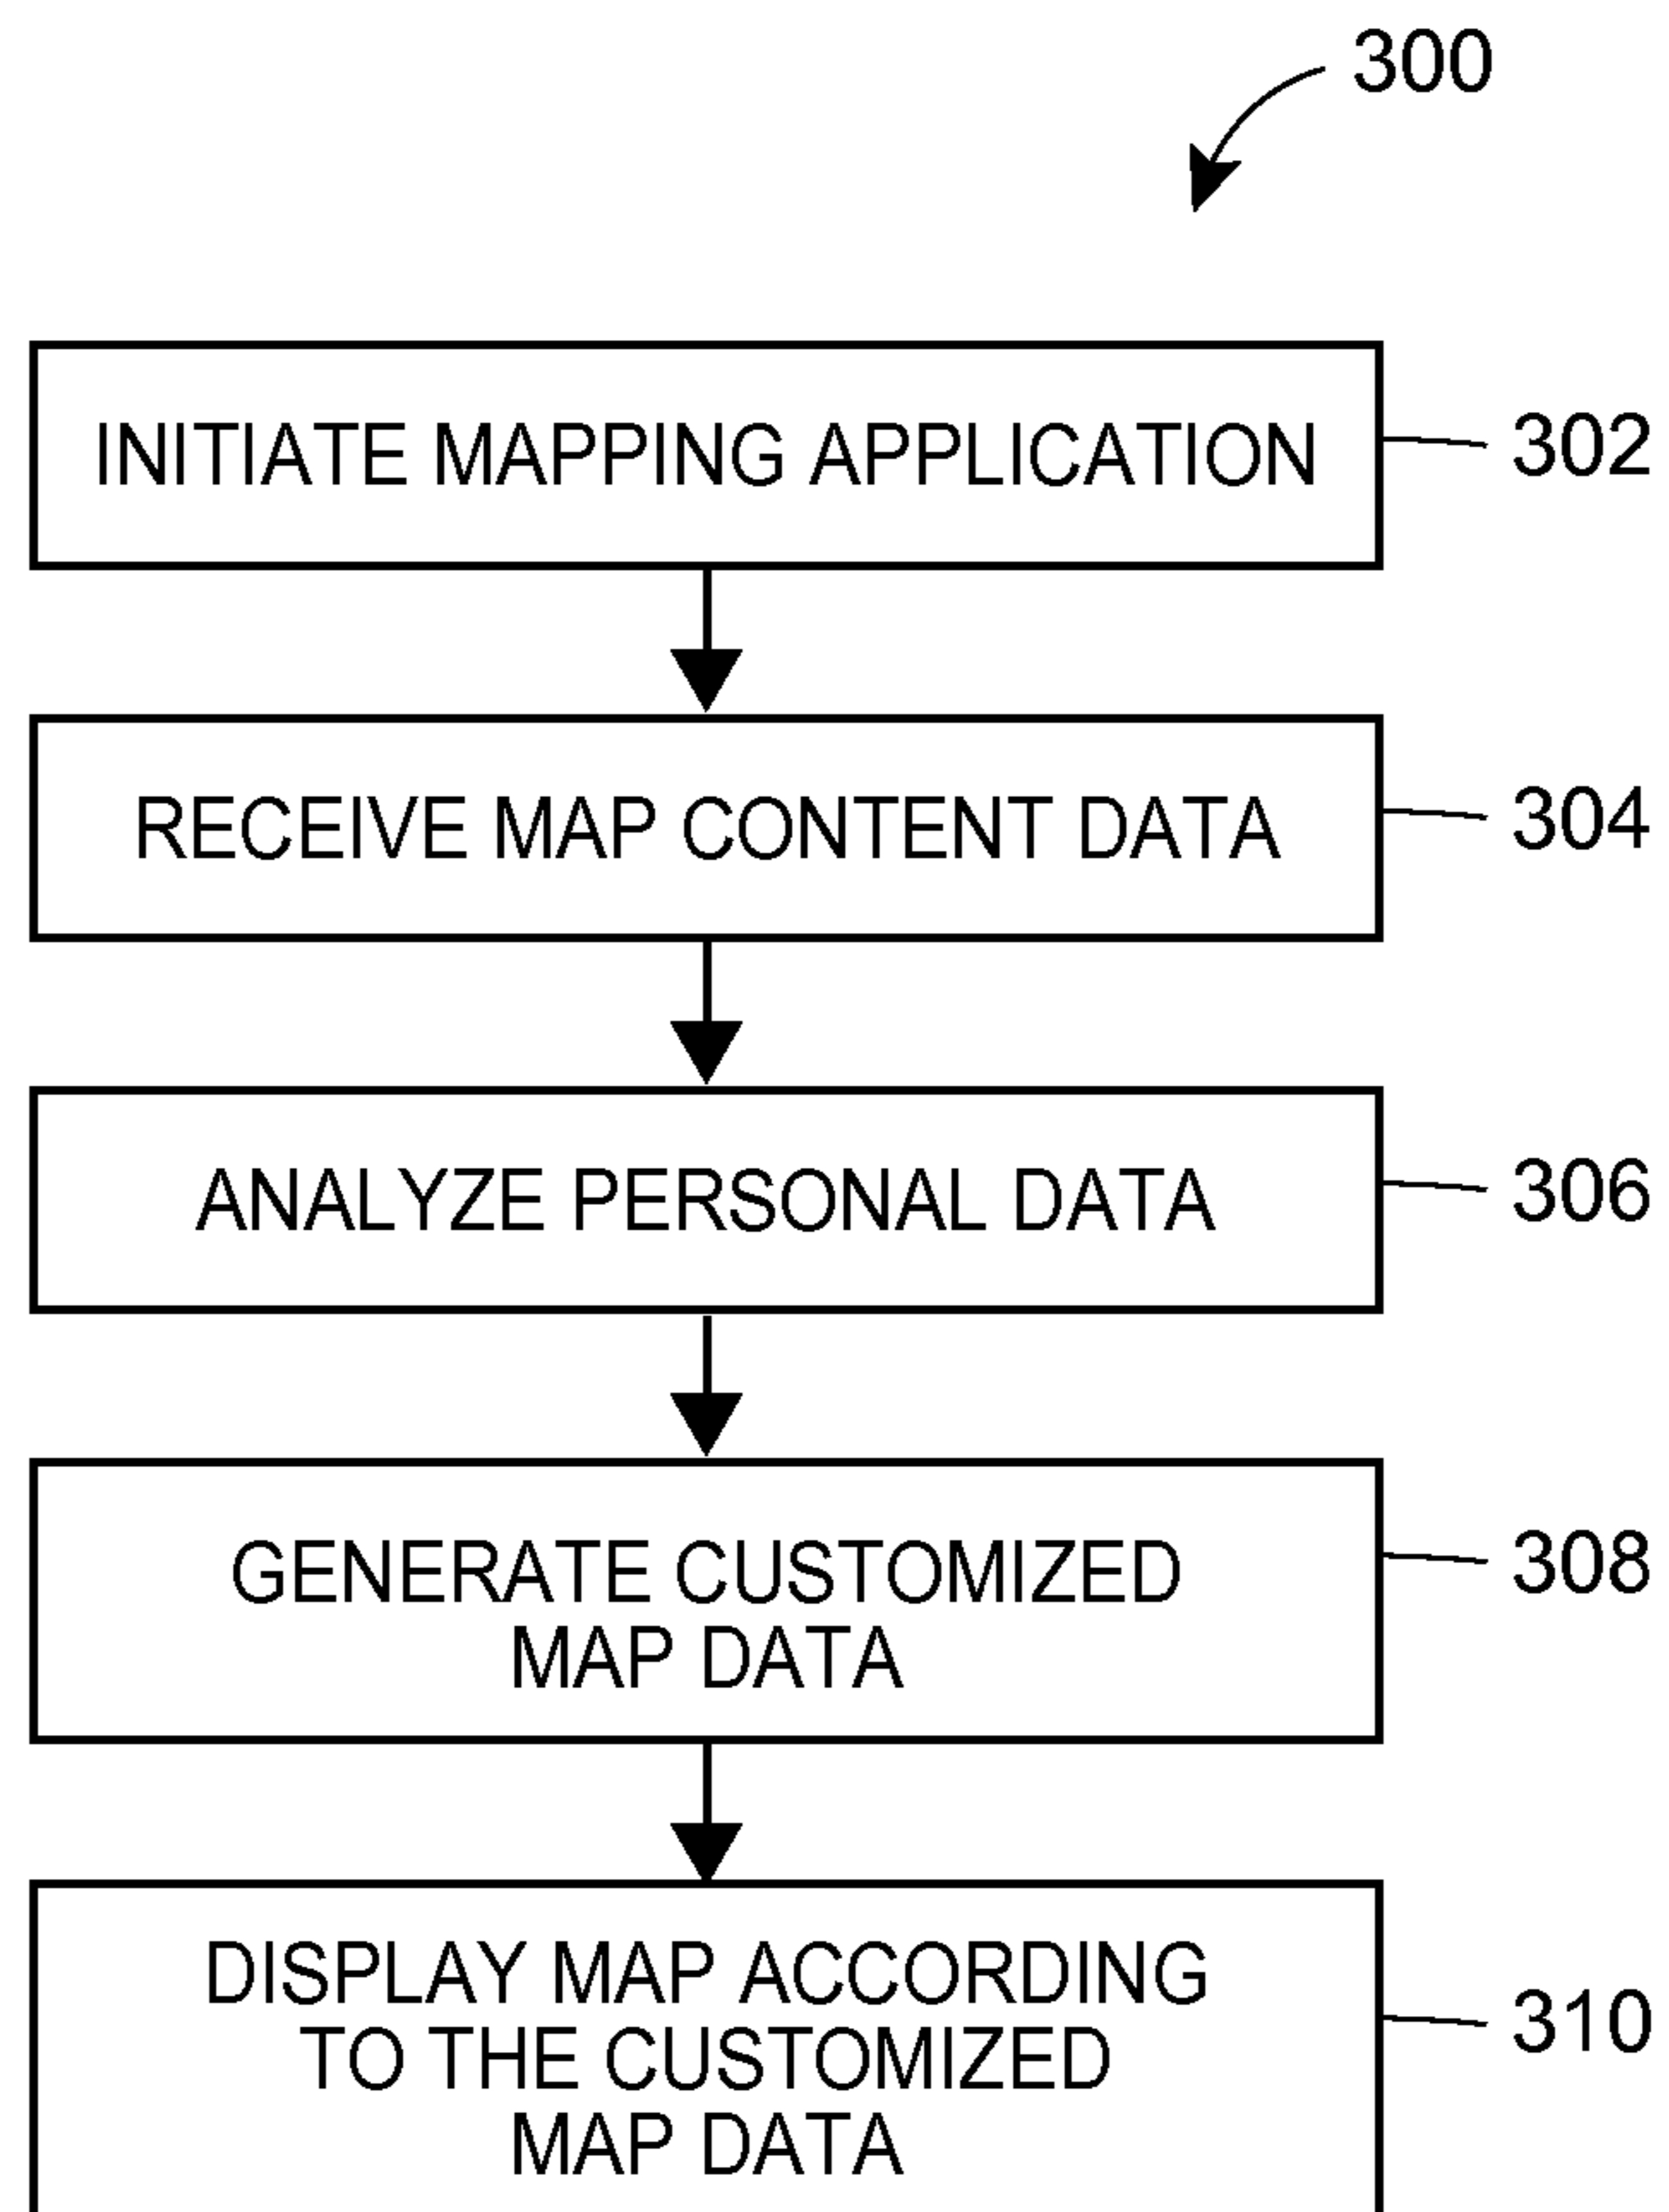 300
INITIATE MAPPING APPLICATION
302
RECEIVE MAP CONTENT DATA
304
ANALYZE PERSONAL DATA
306
GENERATE CUSTOMIZED
MAP DATA
308
DISPLAY MAP ACCORDING
TO THE CUSTOMIZED
MAP DATA
310